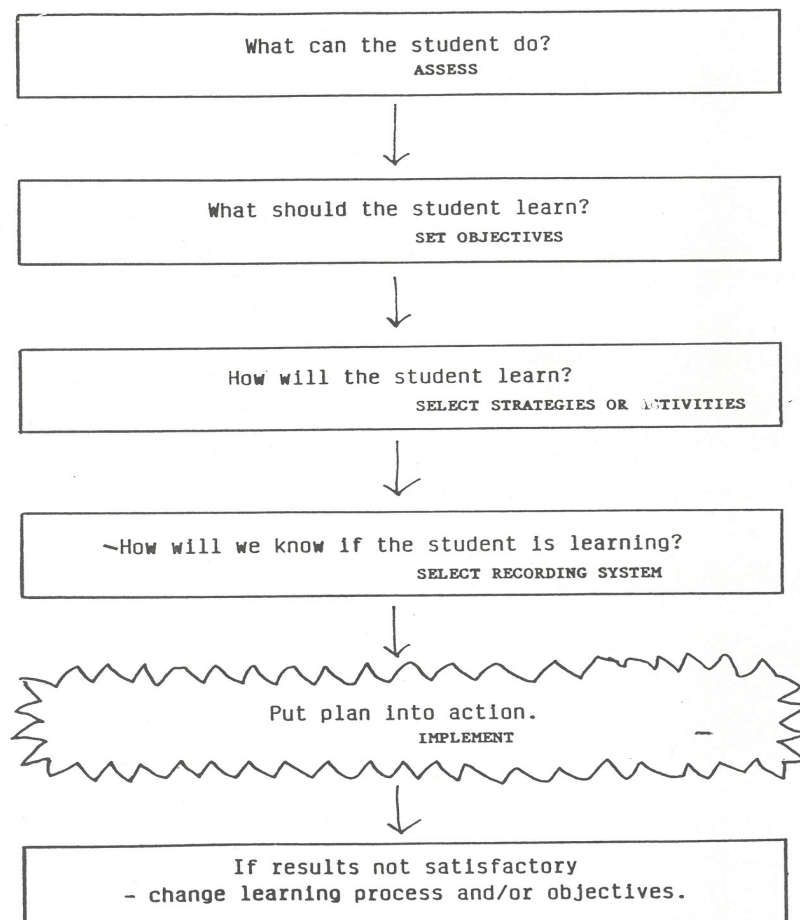 What can the student do?
ASSESS
What should the student learn?
SET OBJECTIVES
How will the student learn?
SELECT STRATEGIES OR ACTIVITIES
How will we know if the student is learning?
SELECT RECORDING SYSTEM
Put plan into action.
IMPLEMENT
If results not satisfactory
- change learning process and/or objectives.